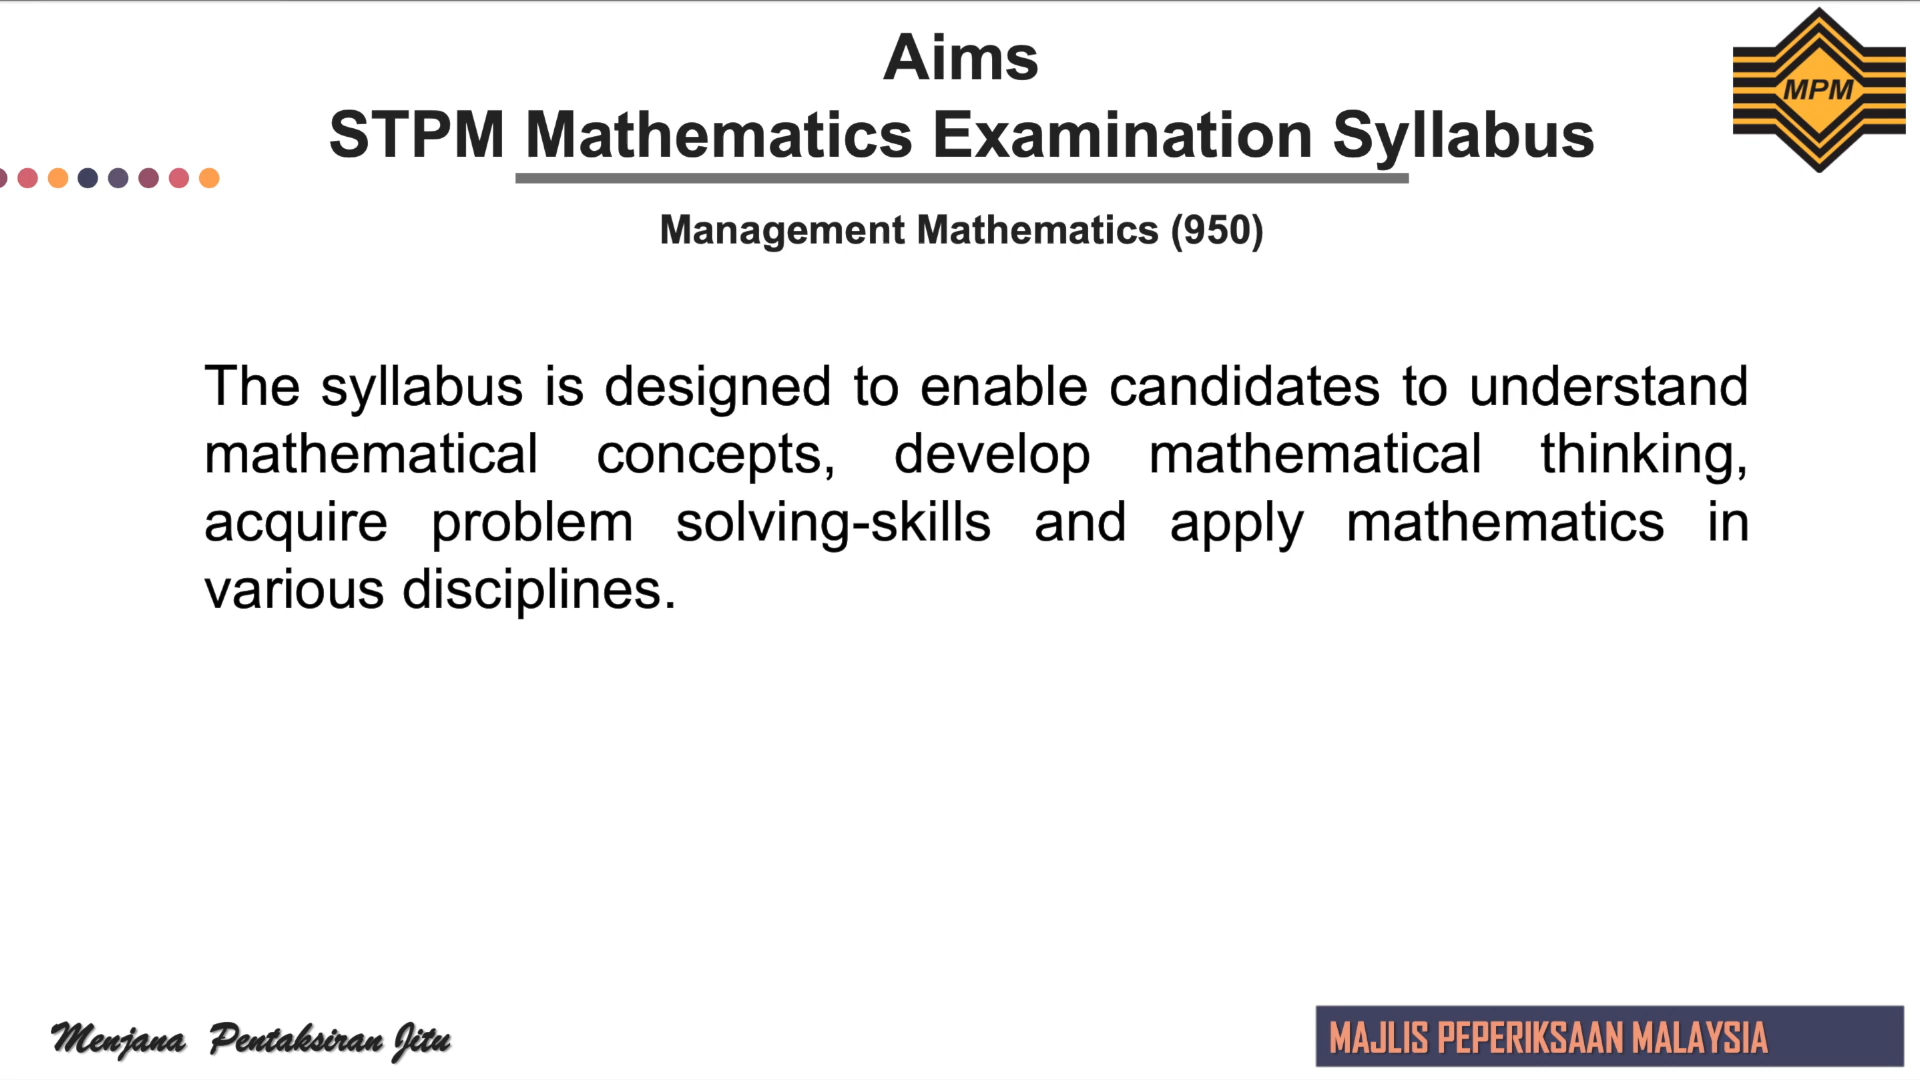 Aims
STPM Mathematics Examination Syllabus
MPM
Management Mathematics (950)
The syllabus is designed to enable candidates to understand
mathematical concepts, develop mathematical thinking,
acquire problem solving-skills and apply mathematics in
various disciplines.
Menjana Pentaksiran Jitu
MAJLIS PEPERIKSAAN MALAYSIA